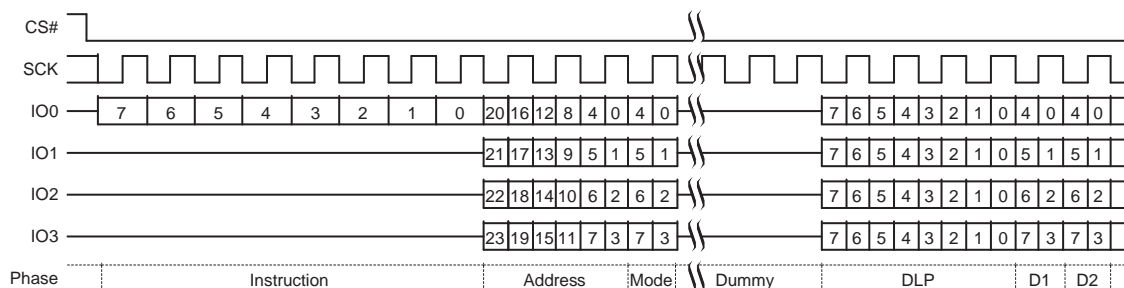 CS#
SCK
IO0 7 6 5 4 3 2 1 0 20 16 12 8 4 0 4 0 7 6 5 4 3 2 1 0 4 0 4 0
IO1 21 17 13 9 5 1 5 1 7 6 5 4 3 2 1 0 5 1 5 1
IO2 22 18 14 10 6 2 6 2 7 6 5 4 3 2 1 0 6 2 6 2
IO3 23 19 15 11 7 3 7 3 7 6 5 4 3 2 1 0 7 3 7 3
Phase Instruction Address Mode Dummy DLP D1 D2